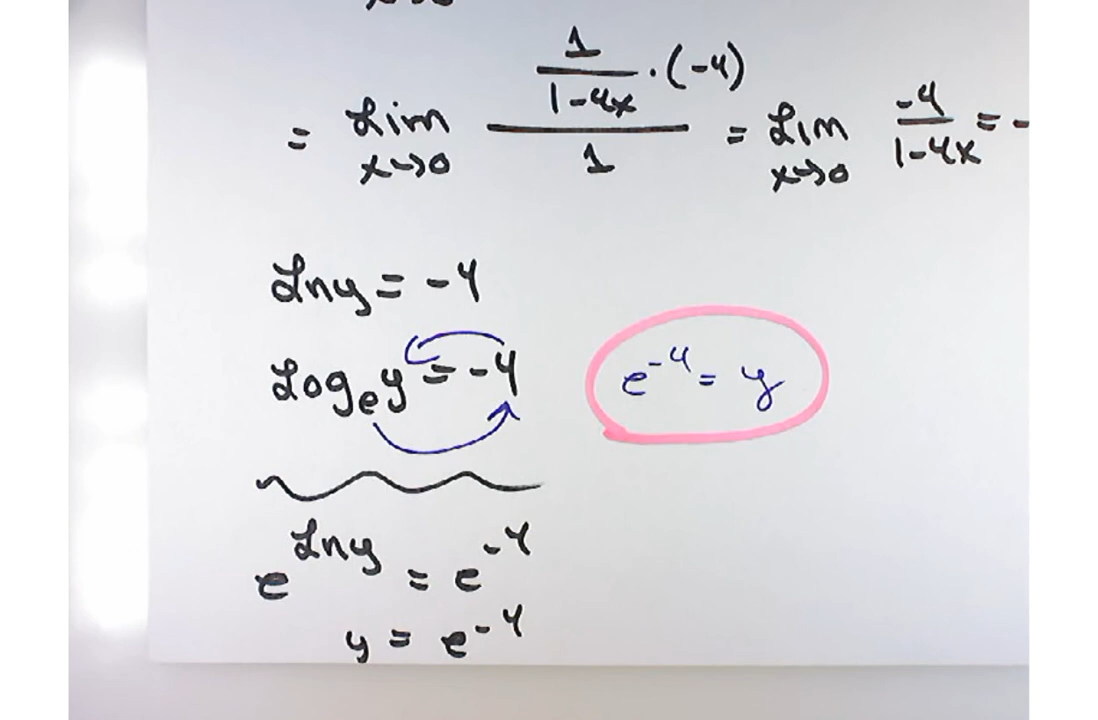 x→0
= Lim x→0 (1/(1-4x) · (-4))/1 = Lim x→0 -4/(1-4x) = -
Lny = -4
Log_e y = -4
e^-4 = y
e^Lny = e^-4
y = e^-4